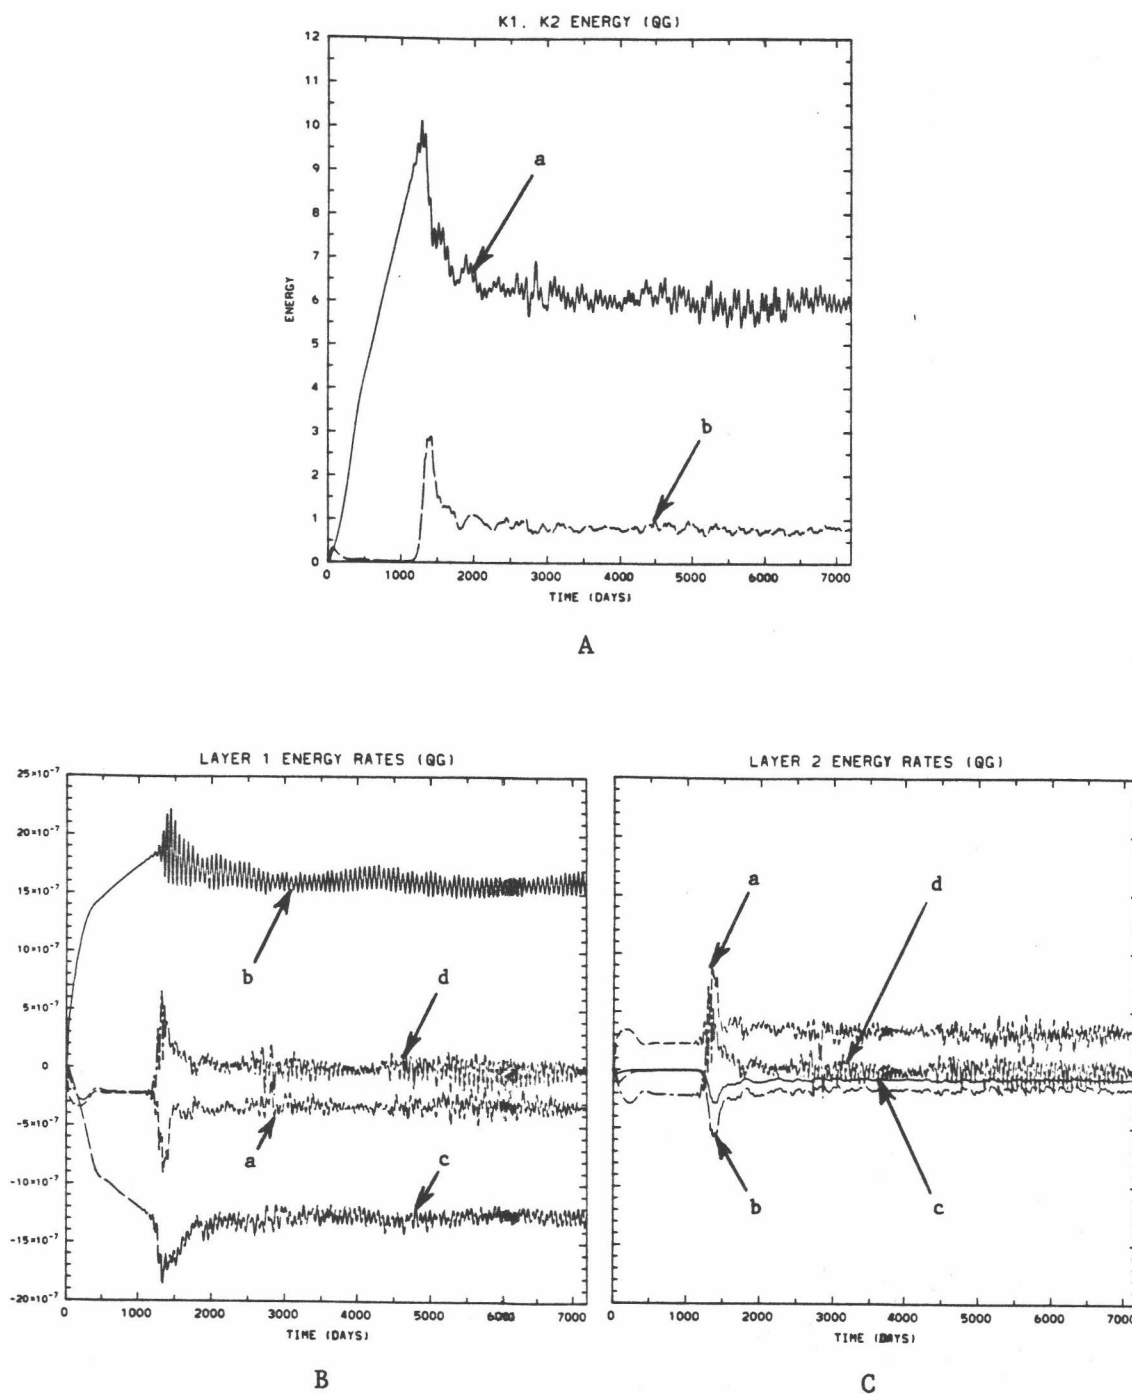 K1, K2 ENERGY (QG)
12
11
10
9
8
7
6
5
4
3
2
1
0
ENERGY
a
b
0 1000 2000 3000 4000 5000 6000 7000
TIME (DAYS)
A
LAYER 1 ENERGY RATES (QG)
25×10-7
20×10-7
15×10-7
10×10-7
5×10-7
0
-5×10-7
-10×10-7
-15×10-7
-20×10-7
b
d
a
c
0 1000 2000 3000 4000 5000 7000
TIME (DAYS)
B
LAYER 2 ENERGY RATES (QG)
a
d
b
c
0 1000 2000 3000 4000 5000 6000 7000
TIME (DAYS)
C